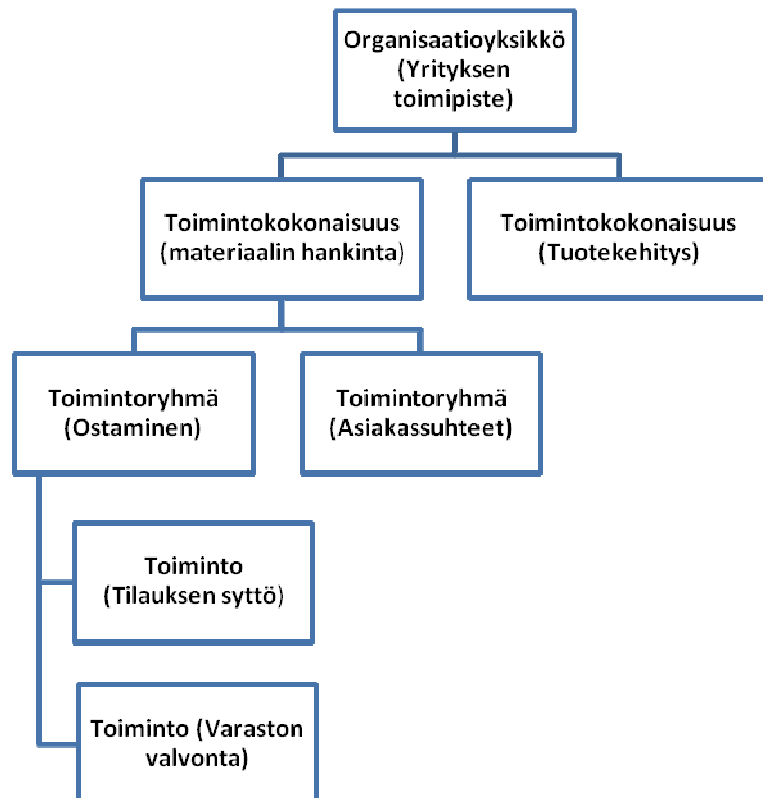 Organisaatioyksikkö
(Yrityksen
toimipiste)
Toimintokokonaisuus
(materiaalin hankinta)
Toimintokokonaisuus
(Tuotekehitys)
Toimintoryhmä
(Ostaminen)
Toimintoryhmä
(Asiakassuhteet)
Toiminto
(Tilauksen syttö)
Toiminto (Varaston
valvonta)